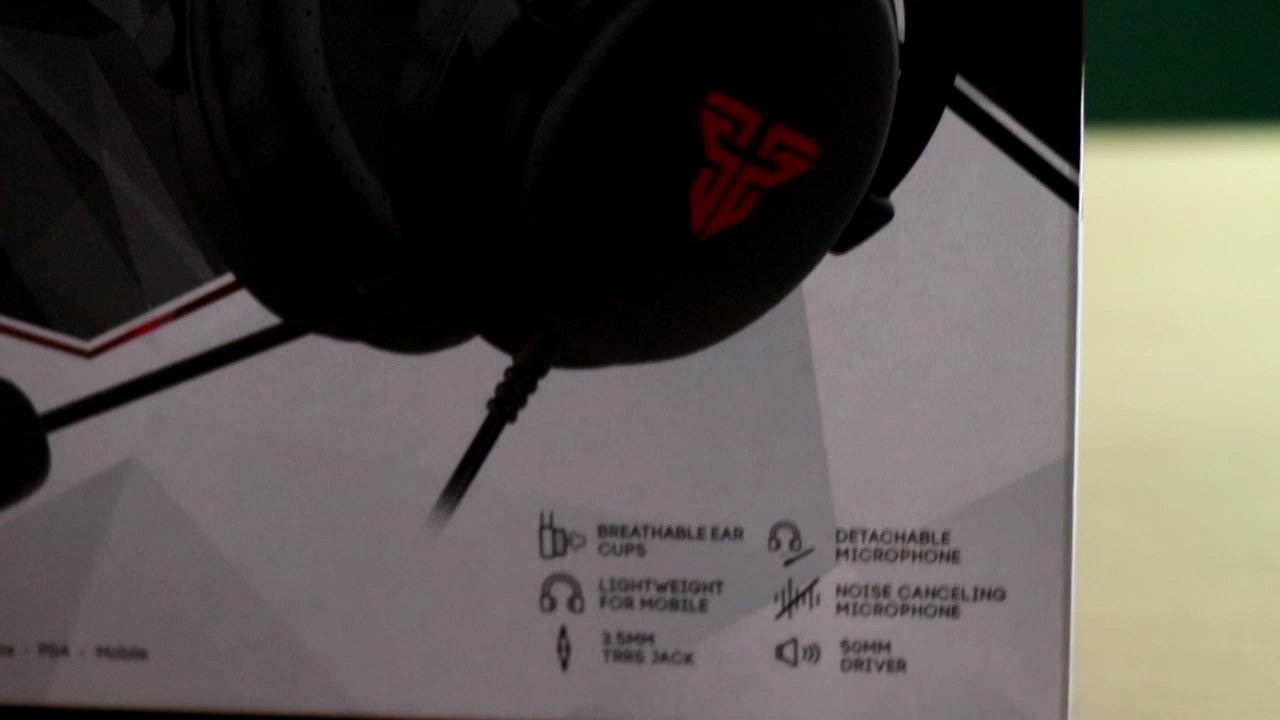 BREATHABLE EAR
CUPS
LIGHTWEIGHT
FOR MOBILE
3.5MM
TRRS JACK
DETACHABLE
MICROPHONE
NOISE CANCELING
MICROPHONE
50MM
DRIVER
- PS4 - Mobile